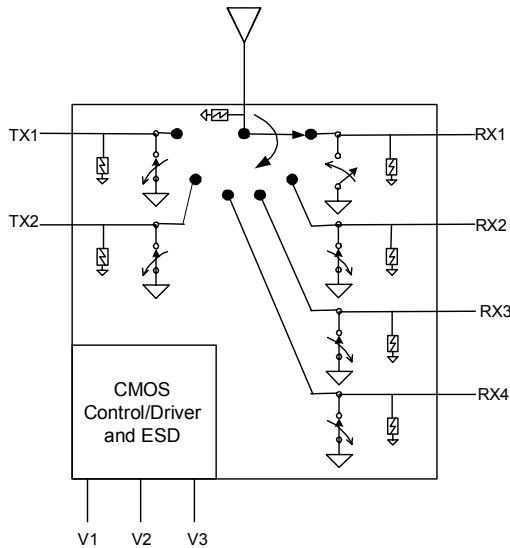 TX1
RX1
TX2
RX2
RX3
RX4
CMOS
Control/Driver
and ESD
V1
V2
V3